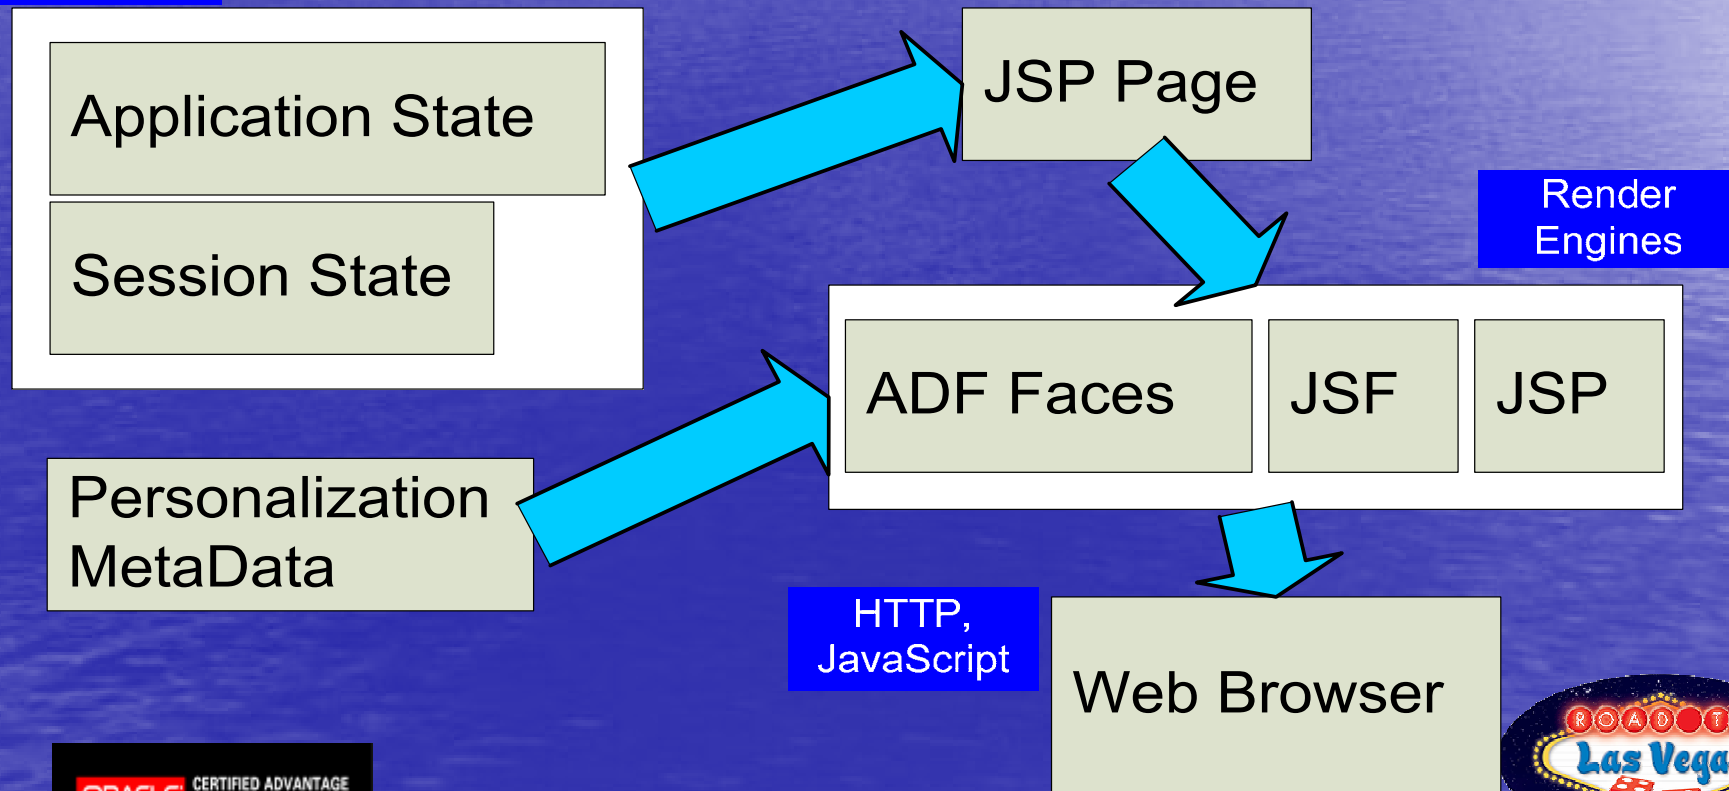 Application State
Session State
JSP Page
Render
Engines
ADF Faces
JSF
JSP
Personalization
MetaData
HTTP,
JavaScript
Web Browser
CERTIFIED ADVANTAGE
ORACLE
ROAD
Las Vega